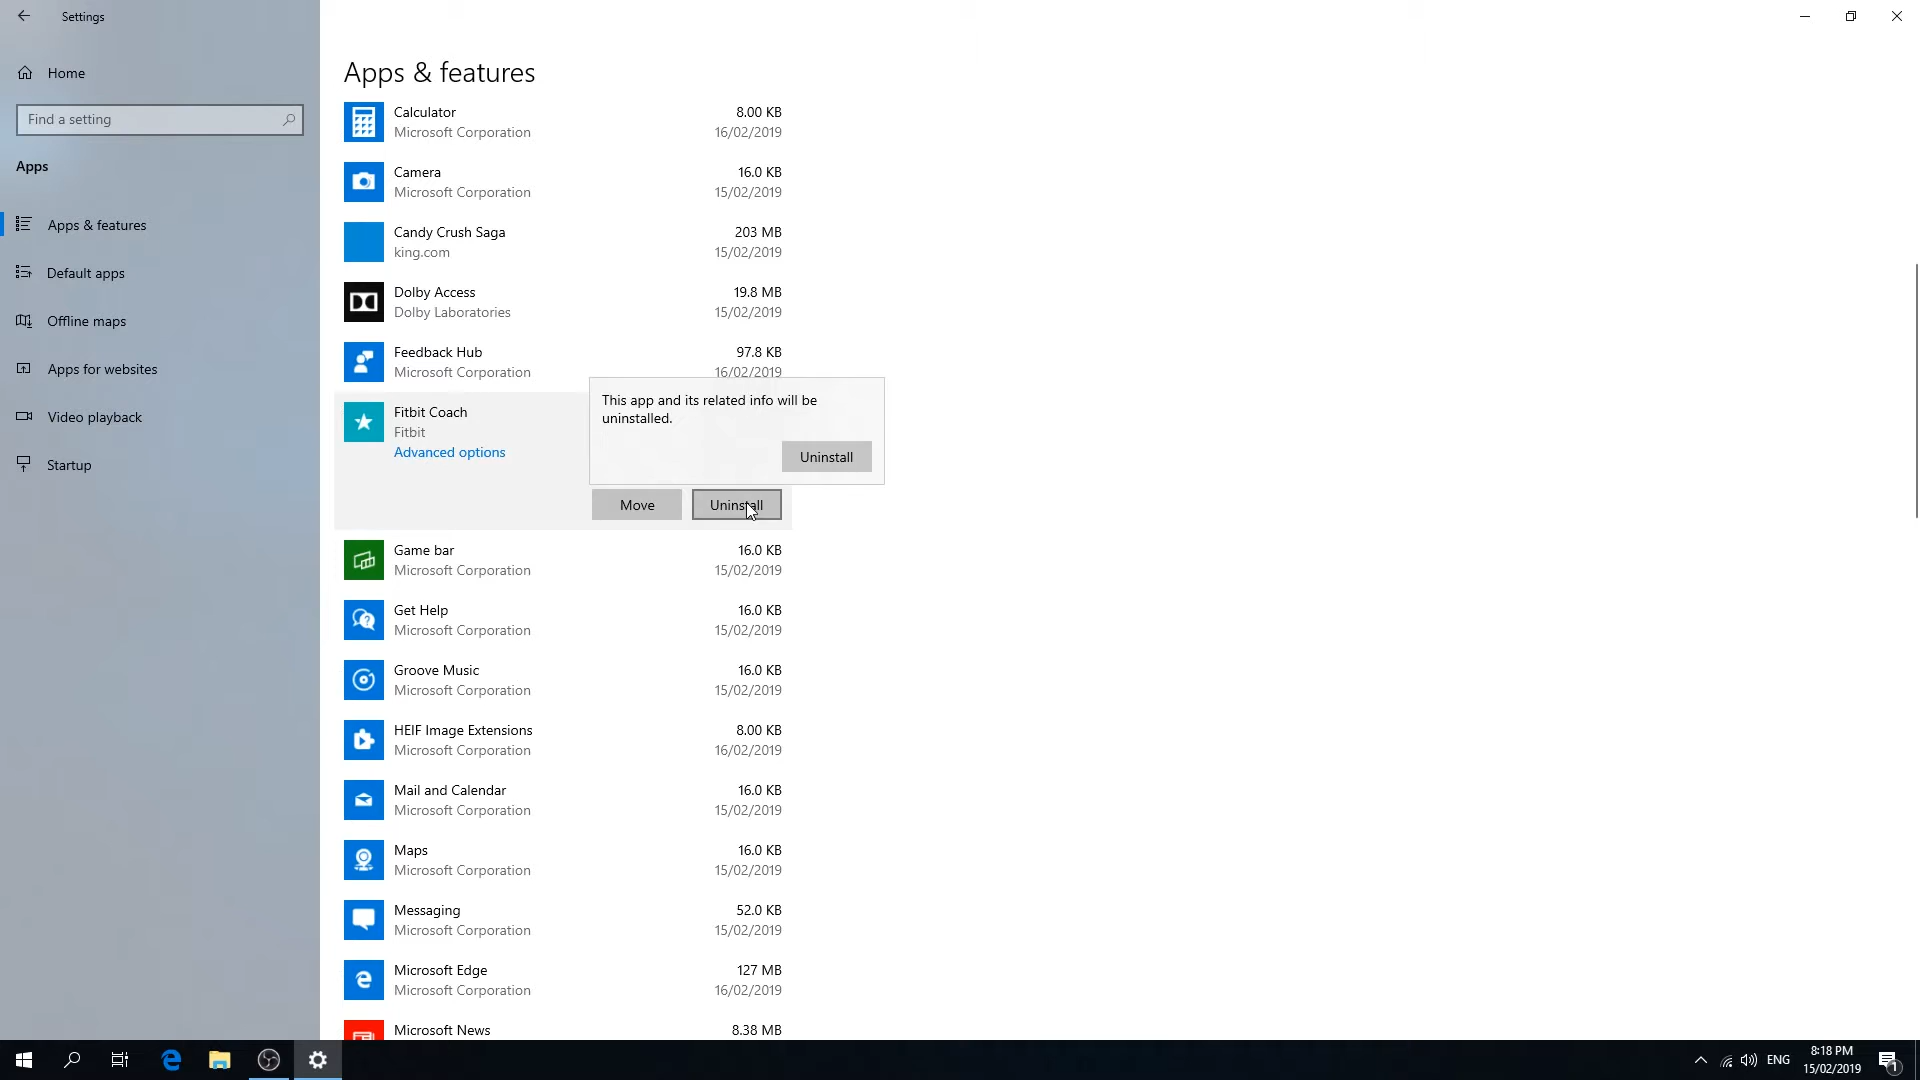 Settings
Home
Find a setting
Apps
Apps & features
Default apps
Offline maps
Apps for websites
Video playback
Startup
Apps & features
Calculator 8.00 KB
Microsoft Corporation 16/02/2019
Camera 16.0 KB
Microsoft Corporation 15/02/2019
Candy Crush Saga 203 MB
king.com 15/02/2019
Dolby Access 19.8 MB
Dolby Laboratories 15/02/2019
Feedback Hub 97.8 KB
Microsoft Corporation 16/02/2019
Fitbit Coach
Fitbit
Advanced options
This app and its related info will be
uninstalled.
Uninstall
Move Uninstall
Game bar 16.0 KB
Microsoft Corporation 15/02/2019
Get Help 16.0 KB
Microsoft Corporation 15/02/2019
Groove Music 16.0 KB
Microsoft Corporation 15/02/2019
HEIF Image Extensions 8.00 KB
Microsoft Corporation 16/02/2019
Mail and Calendar 16.0 KB
Microsoft Corporation 15/02/2019
Maps 16.0 KB
Microsoft Corporation 15/02/2019
Messaging 52.0 KB
Microsoft Corporation 15/02/2019
Microsoft Edge 127 MB
Microsoft Corporation 16/02/2019
Microsoft News 8.38 MB
ENG
8:18 PM
15/02/2019
1